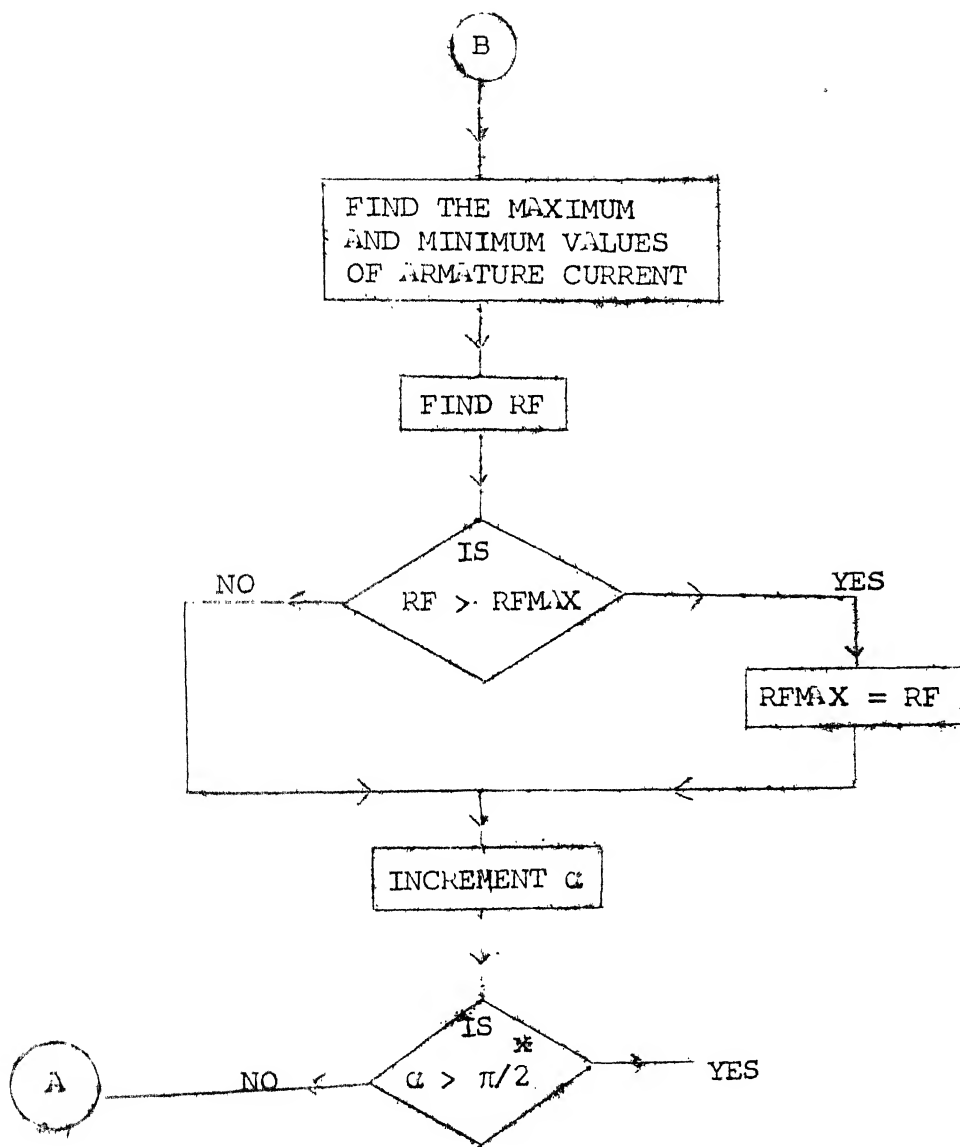 B
FIND THE MAXIMUM
AND MINIMUM VALUES
OF ARMATURE CURRENT
FIND RF
IS
RF > RFMAX
NO
YES
RFMAX = RF
INCREMENT α
IS
α > π/2 *
A
NO
YES